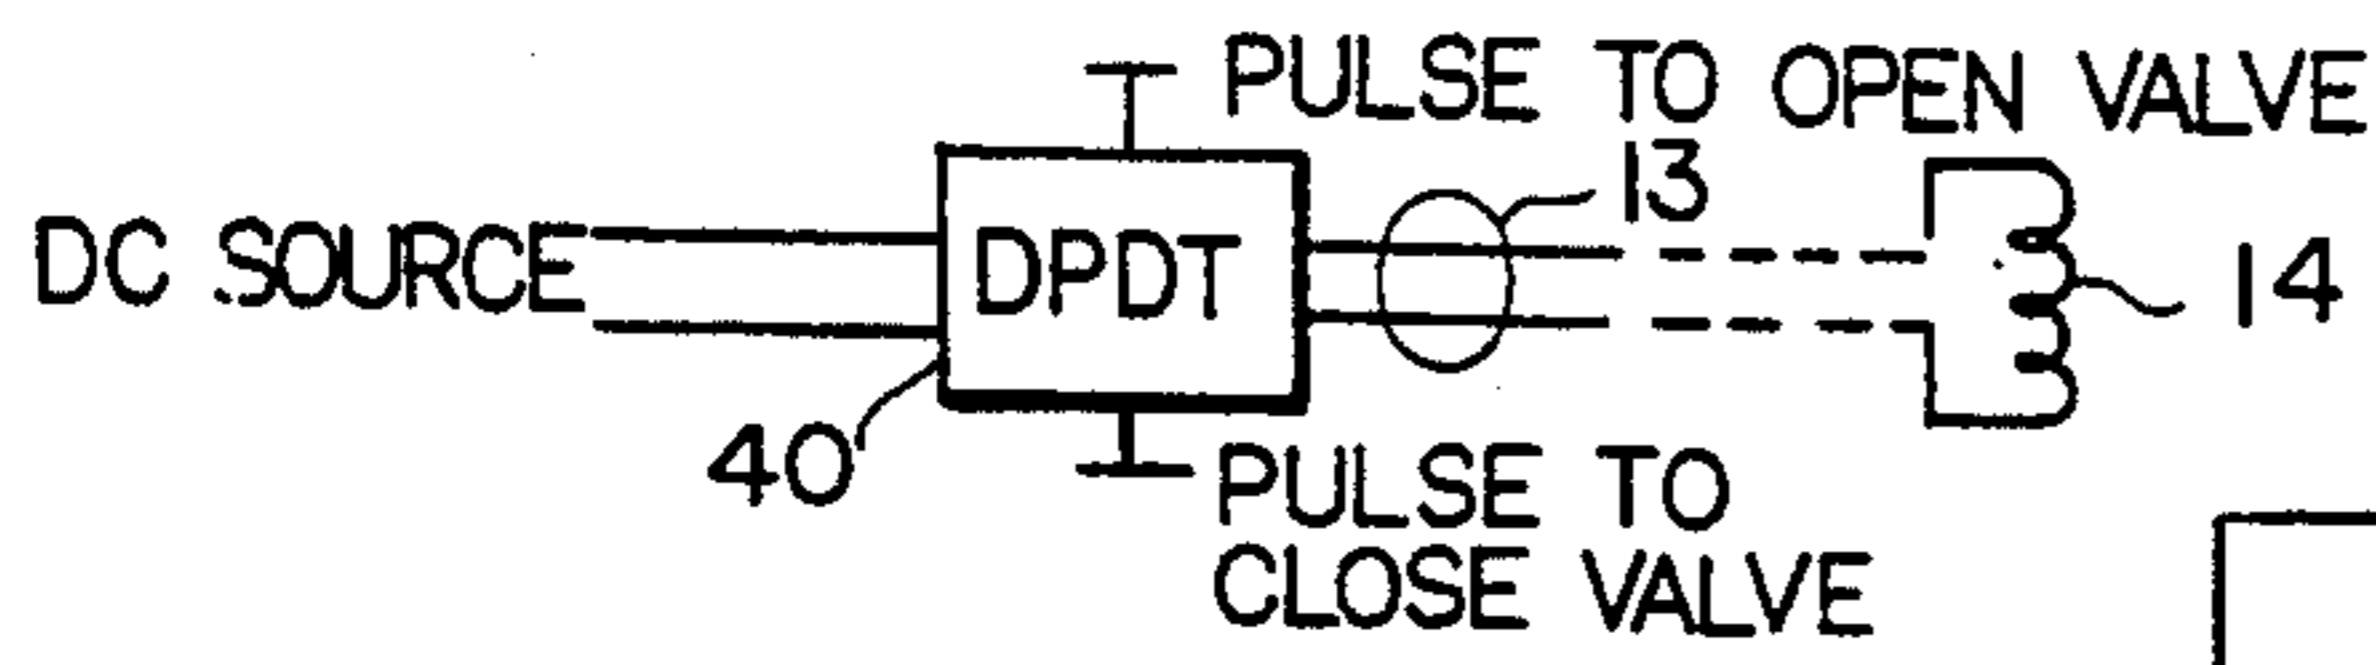 PULSE TO OPEN VALVE
13
DC SOURCE
DPDT
14
40
PULSE TO
CLOSE VALVE